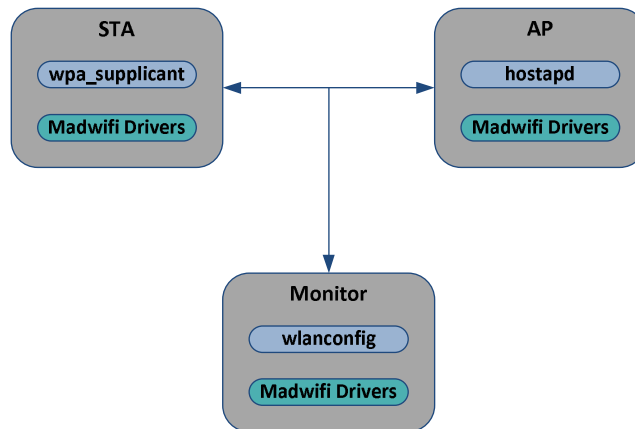 STA
wpa_supplicant
Madwifi Drivers
AP
hostapd
Madwifi Drivers
Monitor
wlanconfig
Madwifi Drivers